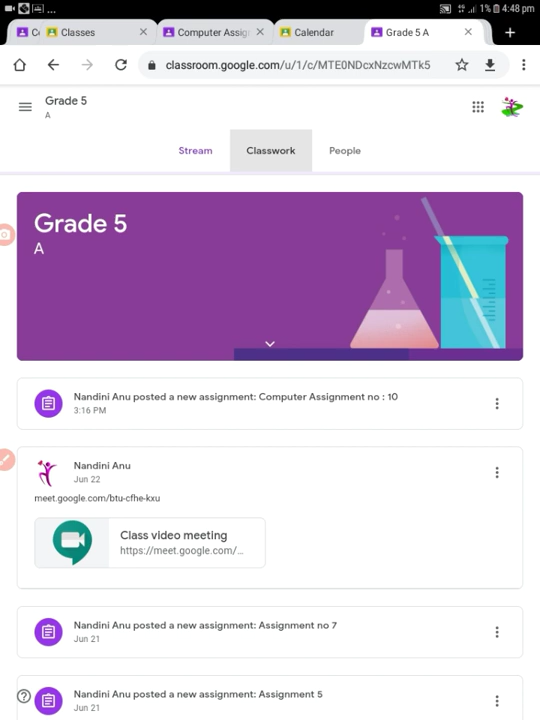 ... 1% 4:48 pm
Classes
Computer Assig
Calendar
Grade 5 A
classroom.google.com/u/1/c/MTE0NDcxNzcwMTk5
Grade 5
A
Stream
Classwork
People
Grade 5
A
Nandini Anu posted a new assignment: Computer Assignment no : 10
3:16 PM
Nandini Anu
Jun 22
meet.google.com/btu-cfhe-kxu
Class video meeting
https://meet.google.com/...
Nandini Anu posted a new assignment: Assignment no 7
Jun 21
Nandini Anu posted a new assignment: Assignment 5
Jun 21